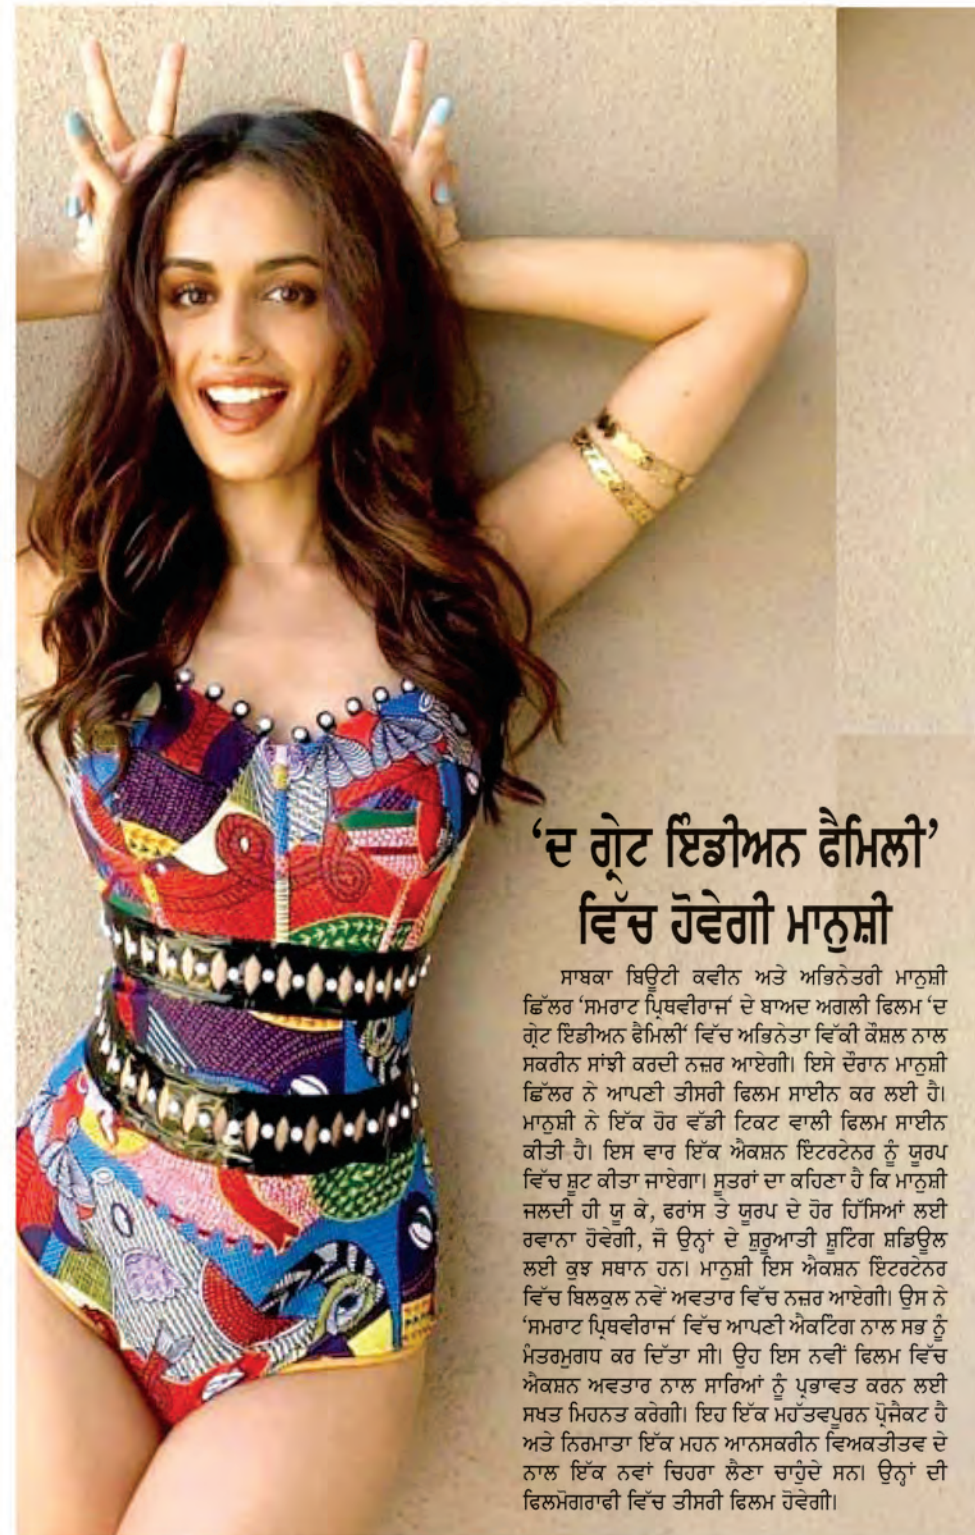 ‘ਦ ਗ੍ਰੇਟ ਇੰਡੀਅਨ ਫੈਮਿਲੀ’
ਵਿੱਚ ਹੋਵੇਗੀ ਮਾਨੁਸ਼ੀ
ਸਾਬਕਾ ਬਿਊਟੀ ਕਵੀਨ ਅਤੇ ਅਭਿਨੇਤਰੀ ਮਾਨੁਸ਼ੀ
ਛਿੱਲਰ ‘ਸਮਰਾਟ ਪ੍ਰਿਥਵੀਰਾਜ‘ ਦੇ ਬਾਅਦ ਅਗਲੀ ਫਿਲਮ ‘ਦ
ਗ੍ਰੇਟ ਇੰਡੀਅਨ ਫੈਮਿਲੀ‘ ਵਿੱਚ ਅਭਿਨੇਤਾ ਵਿੱਕੀ ਕੌਸ਼ਲ ਨਾਲ
ਸਕਰੀਨ ਸਾਂਝੀ ਕਰਦੀ ਨਜ਼ਰ ਆਏਗੀ। ਇਸੇ ਦੌਰਾਨ ਮਾਨੁਸ਼ੀ
ਛਿੱਲਰ ਨੇ ਆਪਣੀ ਤੀਸਰੀ ਫਿਲਮ ਸਾਈਨ ਕਰ ਲਈ ਹੈ।
ਮਾਨੁਸ਼ੀ ਨੇ ਇੱਕ ਹੋਰ ਵੱਡੀ ਟਿਕਟ ਵਾਲੀ ਫਿਲਮ ਸਾਈਨ
ਕੀਤੀ ਹੈ। ਇਸ ਵਾਰ ਇੱਕ ਐਕਸ਼ਨ ਇੰਟਰਟੇਨਰ ਨੂੰ ਯੂਰਪ
ਵਿੱਚ ਸ਼ੂਟ ਕੀਤਾ ਜਾਏਗਾ। ਸੂਤਰਾਂ ਦਾ ਕਹਿਣਾ ਹੈ ਕਿ ਮਾਨੁਸ਼ੀ
ਜਲਦੀ ਹੀ ਯੂ ਕੇ, ਫਰਾਂਸ ਤੇ ਯੂਰਪ ਦੇ ਹੋਰ ਹਿੱਸਿਆਂ ਲਈ
ਰਵਾਨਾ ਹੋਵੇਗੀ, ਜੋ ਉਨ੍ਹਾਂ ਦੇ ਸ਼ੁਰੂਆਤੀ ਸ਼ੂਟਿੰਗ ਸ਼ਡਿਊਲ
ਲਈ ਕੁਝ ਸਥਾਨ ਹਨ। ਮਾਨੁਸ਼ੀ ਇਸ ਐਕਸ਼ਨ ਇੰਟਰਟੇਨਰ
ਵਿੱਚ ਬਿਲਕੁਲ ਨਵੇਂ ਅਵਤਾਰ ਵਿੱਚ ਨਜ਼ਰ ਆਏਗੀ। ਉਸ ਨੇ
‘ਸਮਰਾਟ ਪ੍ਰਿਥਵੀਰਾਜ‘ ਵਿੱਚ ਆਪਣੀ ਐਕਟਿੰਗ ਨਾਲ ਸਭ ਨੂੰ
ਮੰਤਰਮੁਗਧ ਕਰ ਦਿੱਤਾ ਸੀ। ਉਹ ਇਸ ਨਵੀਂ ਫਿਲਮ ਵਿੱਚ
ਐਕਸ਼ਨ ਅਵਤਾਰ ਨਾਲ ਸਾਰਿਆਂ ਨੂੰ ਪ੍ਰਭਾਵਤ ਕਰਨ ਲਈ
ਸਖਤ ਮਿਹਨਤ ਕਰੇਗੀ। ਇਹ ਇੱਕ ਮਹੱਤਵਪੂਰਨ ਪ੍ਰੋਜੈਕਟ ਹੈ
ਅਤੇ ਨਿਰਮਾਤਾ ਇੱਕ ਮਹਨ ਆਨਸਕਰੀਨ ਵਿਅਕਤੀਤਵ ਦੇ
ਨਾਲ ਇੱਕ ਨਵਾਂ ਚਿਹਰਾ ਲੈਣਾ ਚਾਹੁੰਦੇ ਸਨ। ਉਨ੍ਹਾਂ ਦੀ
ਫਿਲਮੋਗਰਾਫੀ ਵਿੱਚ ਤੀਸਰੀ ਫਿਲਮ ਹੋਵੇਗੀ।